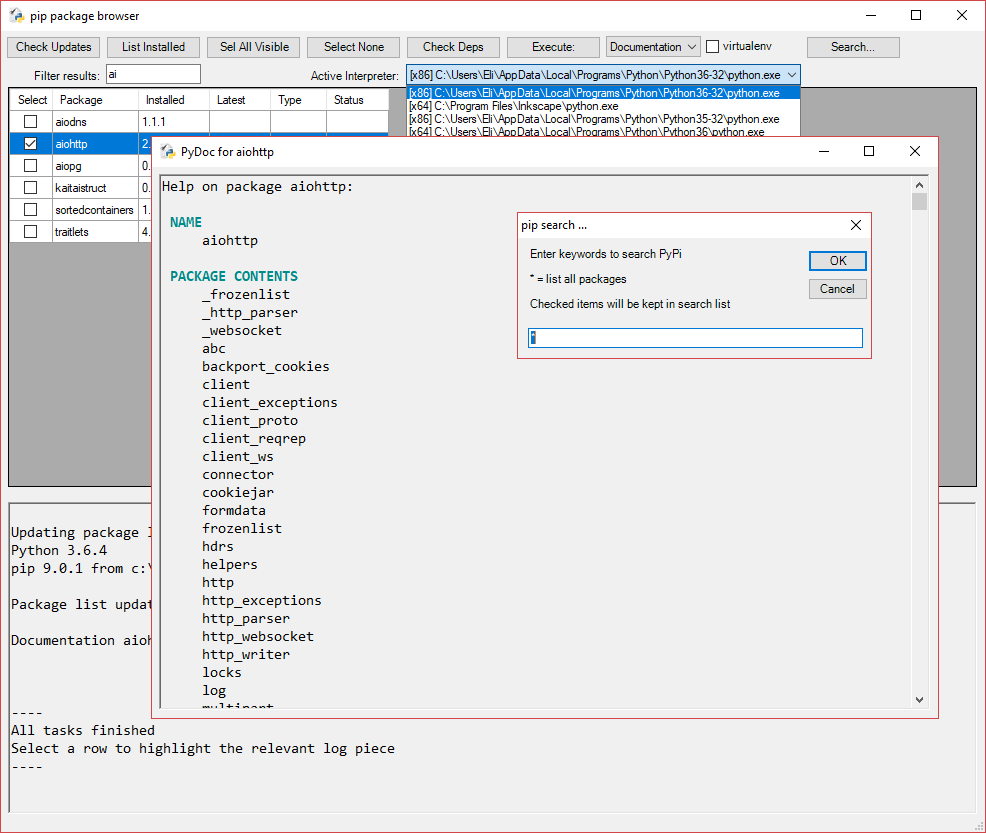 pip package browser
Check Updates List Installed Sel All Visible Select None Check Deps Execute: Documentation virtualenv Search...
Filter results: ai Active Interpreter: [x86] C:\Users\Eli\AppData\Local\Programs\Python\Python36-32\python.exe
[x86] C:\Users\Eli\AppData\Local\Programs\Python\Python36-32\python.exe
[x64] C:\Program Files\Inkscape\python.exe
[x86] C:\Users\Eli\AppData\Local\Programs\Python\Python35-32\python.exe
[x64] C:\Users\Eli\AppData\Local\Programs\Python\Python36\python.exe
Select Package Installed Latest Type Status
aiodns 1.1.1
aiohttp 2.
aiopg 0.
kaitaistruct 0.
sortedcontainers 1.
traitlets 4.
PyDoc for aiohttp
Help on package aiohttp:
NAME
aiohttp
PACKAGE CONTENTS
_frozenlist
_http_parser
_websocket
abc
backport_cookies
client
client_exceptions
client_proto
client_reqrep
client_ws
connector
cookiejar
formdata
frozenlist
hdrs
helpers
http
http_exceptions
http_parser
http_websocket
http_writer
locks
log
multipart
pip search ...
Enter keywords to search PyPi
* = list all packages
Checked items will be kept in search list
OK
Cancel
*
Updating package l
Python 3.6.4
pip 9.0.1 from c:\
Package list updat
Documentation aioh
----
All tasks finished
Select a row to highlight the relevant log piece
----